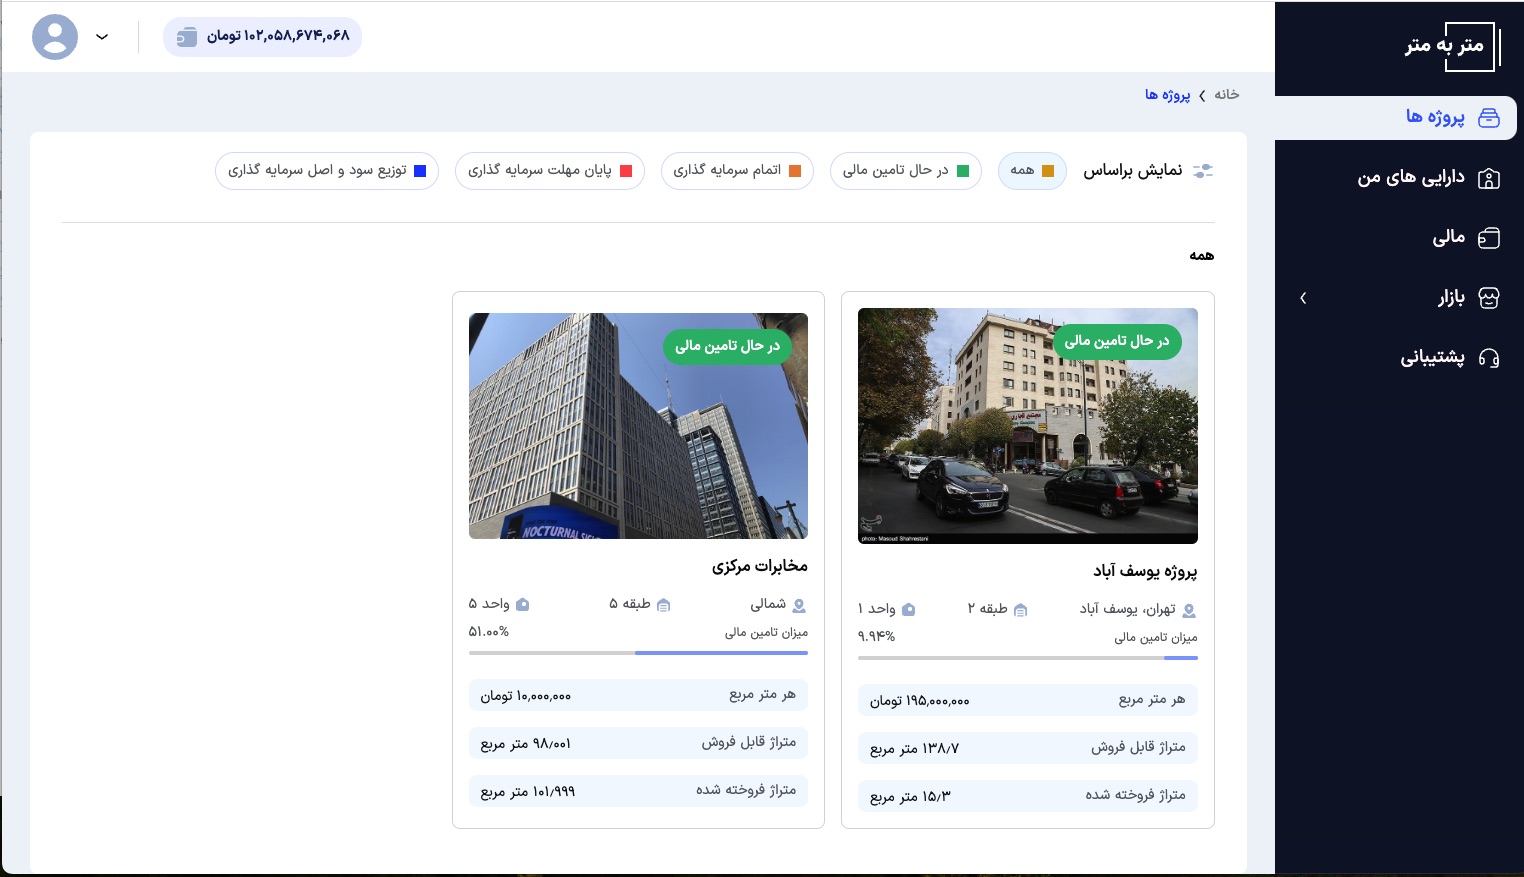 متر به متر
پروژه ها
دارایی های من
مالی
بازار
پشتیبانی
۱۰۲,۰۵۸,۶۷۴,۰۶۸ تومان
خانه › پروژه ها
نمایش براساس
همه
در حال تامین مالی
اتمام سرمایه گذاری
پایان مهلت سرمایه گذاری
توزیع سود و اصل سرمایه گذاری
همه
در حال تامین مالی
photo: Masoud Shahrestani
پروژه یوسف آباد
تهران، یوسف آباد
طبقه ۲
واحد ۱
میزان تامین مالی
۹.۹۴%
هر متر مربع
۱۹۵,۰۰۰,۰۰۰ تومان
متراژ قابل فروش
۱۳۸٫۷ متر مربع
متراژ فروخته شده
۱۵٫۳ متر مربع
در حال تامین مالی
NOCTURNAL
مخابرات مرکزی
شمالی
طبقه ۵
واحد ۵
میزان تامین مالی
۵۱.۰۰%
هر متر مربع
۱۰,۰۰۰,۰۰۰ تومان
متراژ قابل فروش
۹۸٫۰۰۱ متر مربع
متراژ فروخته شده
۱۰۱٫۹۹۹ متر مربع